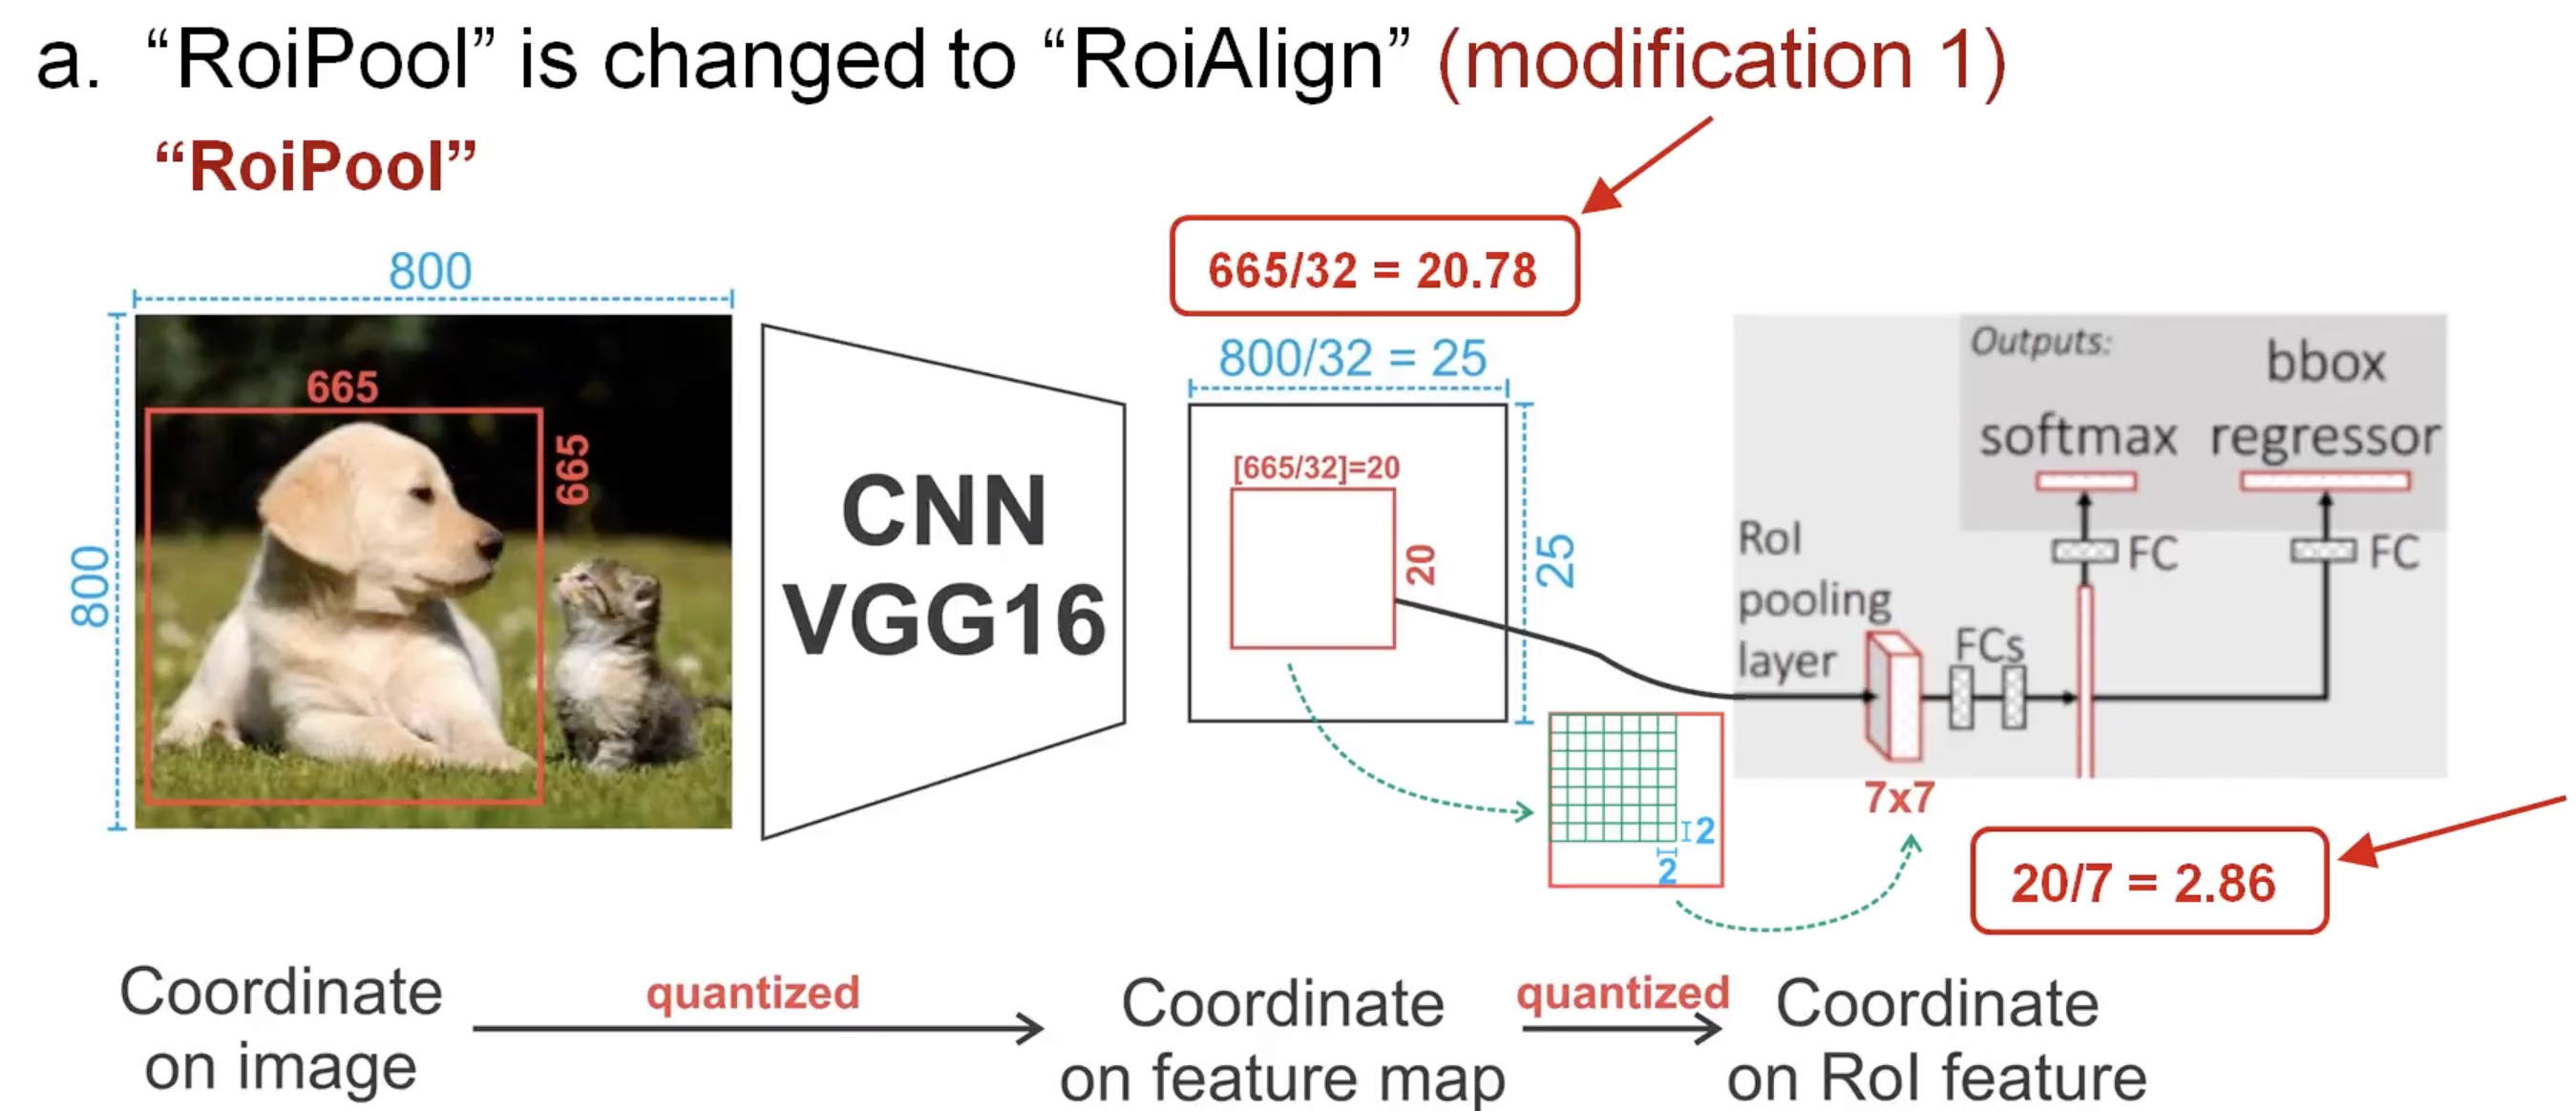 a. “RoiPool” is changed to “RoiAlign” (modification 1)
“RoiPool”
665/32 = 20.78
800
800/32 = 25
Outputs:
bbox
softmax regressor
665
665
[665/32]=20
20
25
800
CNN
VGG16
RoI
pooling
layer
FCs
FC
FC
7x7
2
2
20/7 = 2.86
Coordinate
on image
quantized
Coordinate
on feature map
quantized
Coordinate
on RoI feature